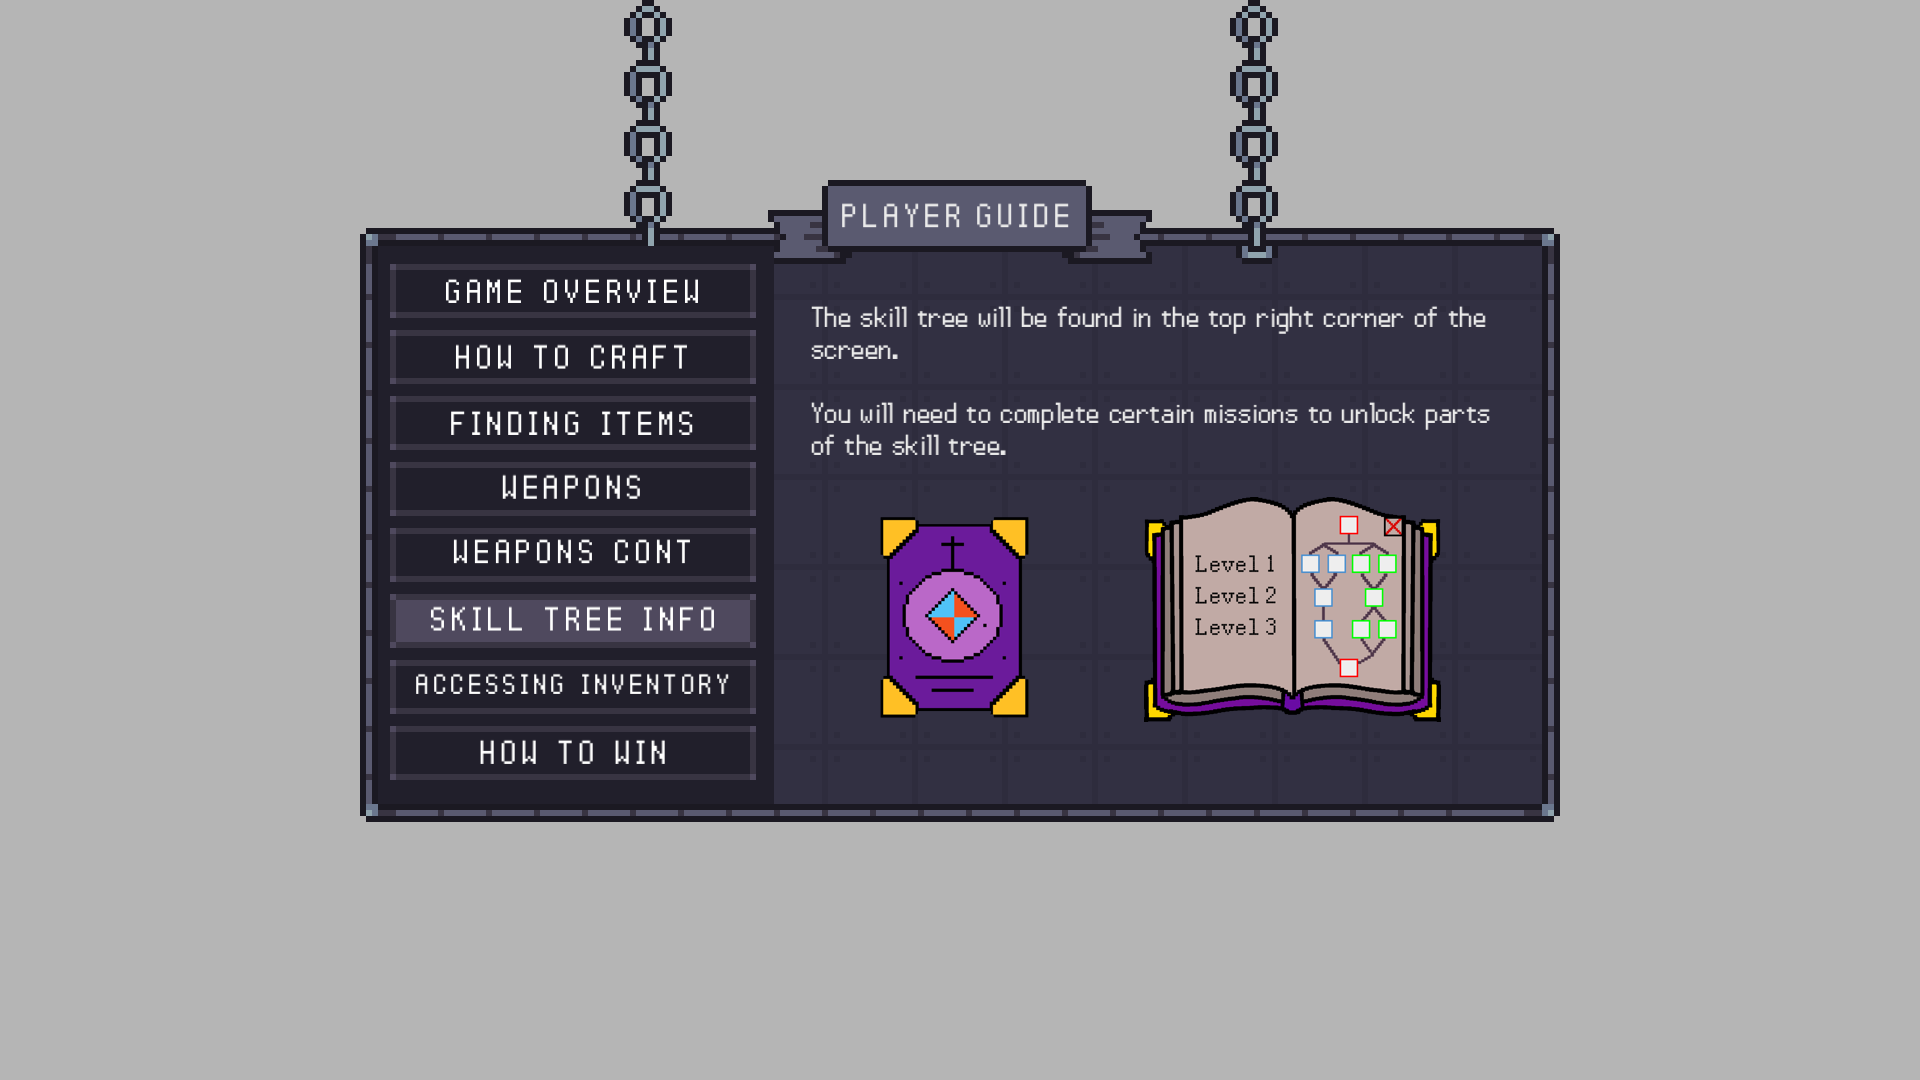 PLAYER GUIDE
GAME OVERVIEW
HOW TO CRAFT
FINDING ITEMS
WEAPONS
WEAPONS CONT
SKILL TREE INFO
ACCESSING INVENTORY
HOW TO WIN
The skill tree will be found in the top right corner of the
screen.
You will need to complete certain missions to unlock parts
of the skill tree.
Level 1
Level 2
Level 3